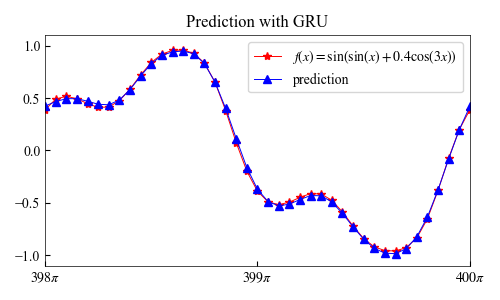 Prediction with GRU
f(x) = sin(sin(x) + 0.4cos(3x))
prediction
1.0
0.5
0.0
−0.5
−1.0
398π
399π
400π